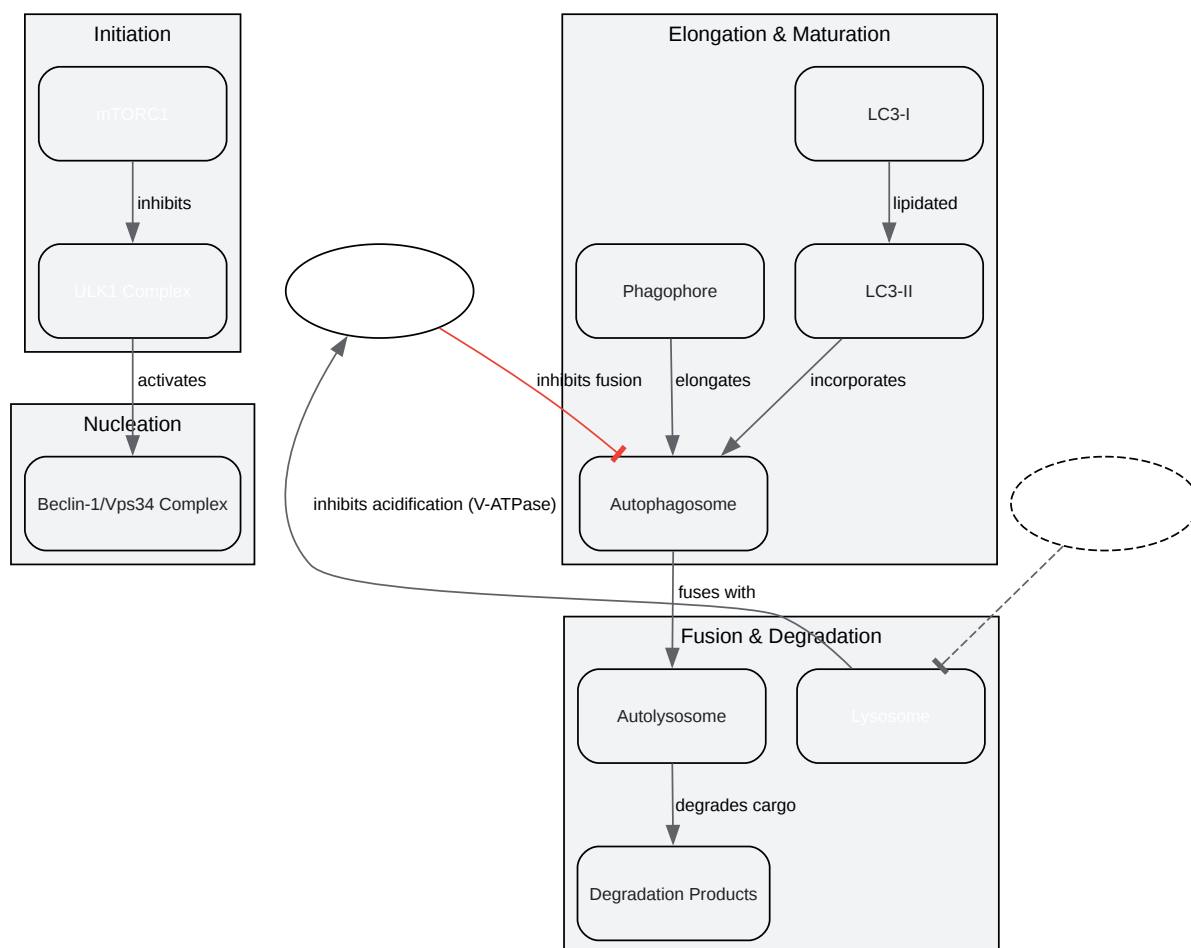 Initiation
mTORC1
inhibits
ULK1 Complex
activates
Nucleation
Beclin-1/Vps34 Complex
Elongation & Maturation
LC3-I
lipidated
Phagophore
LC3-II
inhibits fusion
elongates
incorporates
inhibits acidification (V-ATPase)
Autophagosome
fuses with
Fusion & Degradation
Autolysosome
Lysosome
degrades cargo
Degradation Products